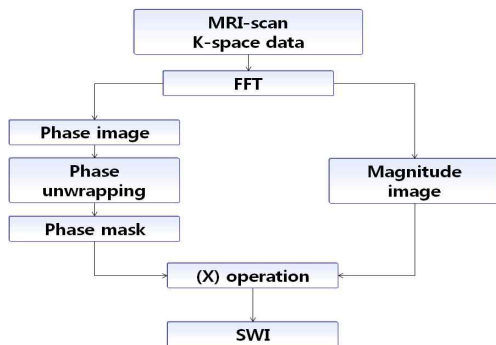 MRI-scan
K-space data
FFT
Phase image
Phase
unwrapping
Phase mask
Magnitude
image
(X) operation
SWI